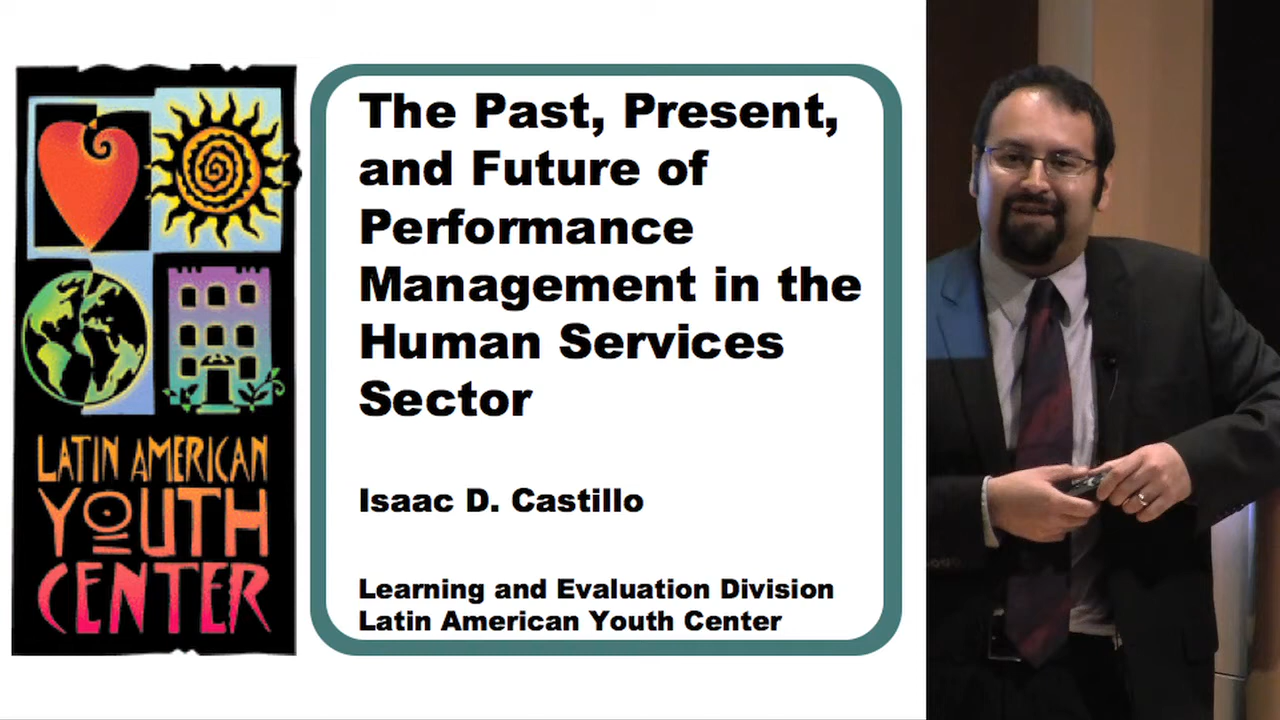 LATIN AMERICAN
YOUTH
CENTER
The Past, Present,
and Future of
Performance
Management in the
Human Services
Sector
Isaac D. Castillo
Learning and Evaluation Division
Latin American Youth Center